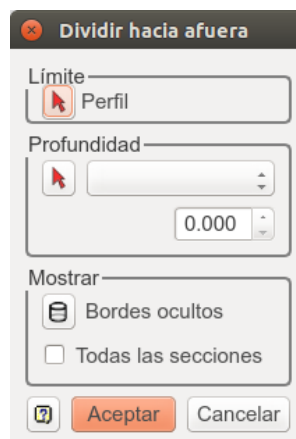 Dividir hacia afuera
Límite
Perfil
Profundidad
0.000
Mostrar
Bordes ocultos
Todas las secciones
Aceptar
Cancelar